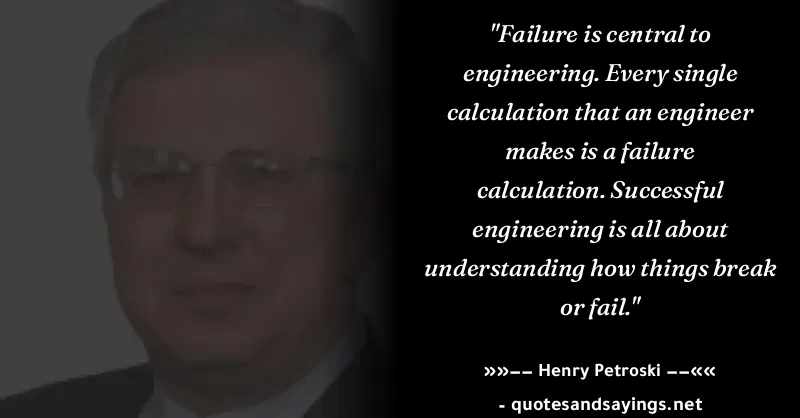 "Failure is central to
engineering. Every single
calculation that an engineer
makes is a failure
calculation. Successful
engineering is all about
understanding how things break
or fail."
»»–– Henry Petroski ––««
- quotesandsayings.net